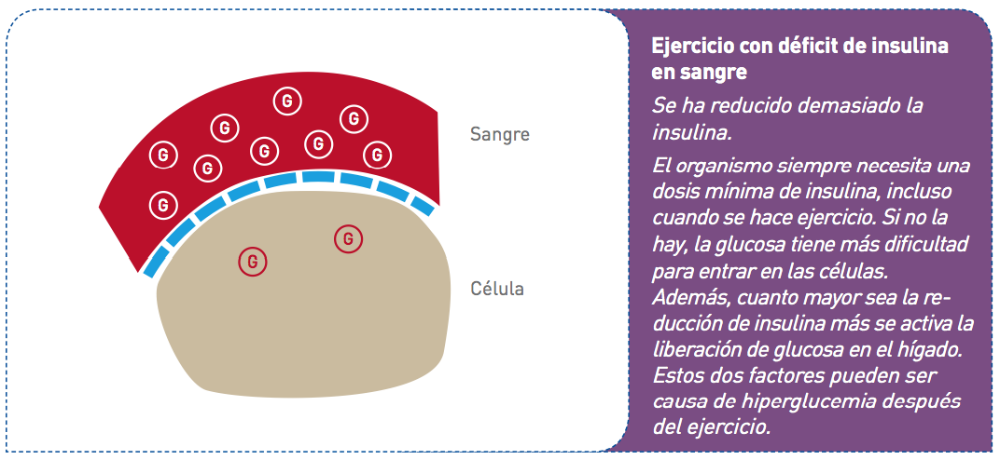 G
G
G
G
G
G
G
G
G
G
G
Sangre
Célula
Ejercicio con déficit de insulina
en sangre
Se ha reducido demasiado la
insulina.
El organismo siempre necesita una
dosis mínima de insulina, incluso
cuando se hace ejercicio. Si no la
hay, la glucosa tiene más dificultad
para entrar en las células.
Además, cuanto mayor sea la re-
ducción de insulina más se activa la
liberación de glucosa en el hígado.
Estos dos factores pueden ser
causa de hiperglucemia después
del ejercicio.